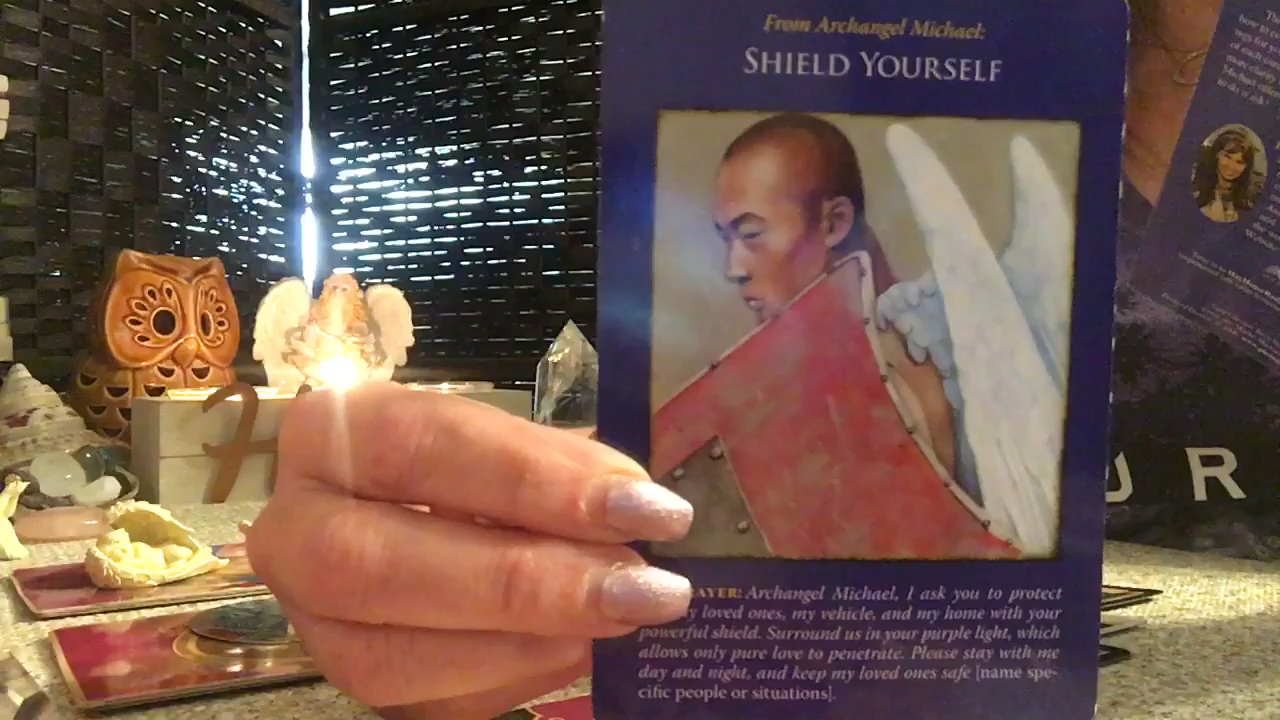 From Archangel Michael:
SHIELD YOURSELF
RAYER: Archangel Michael, I ask you to protect
y loved ones, my vehicle, and my home with your
powerful shield. Surround us in your purple light, which
allows only pure love to penetrate. Please stay with me
day and night, and keep my loved ones safe [name spe-
cific people or situations].
H
UR